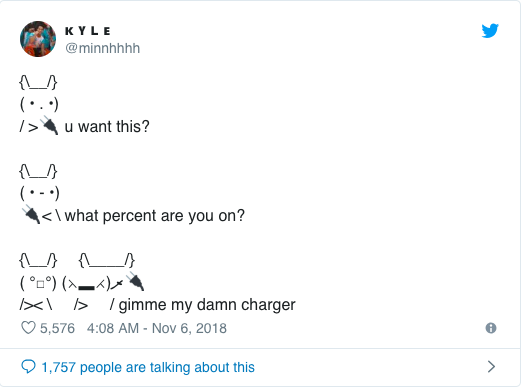 ᴋ ʏ ʟ ᴇ
@minnhhhh
{\__/}
( • . •)
/ >🔌 u want this?
{\__/}
( • - •)
🔌< \ what percent are you on?
{\__/} {\____/}
( °□°) (ㅅ▂ㅅ)̷ 🔌
/>< \ /> / gimme my damn charger
5,576 4:08 AM - Nov 6, 2018
1,757 people are talking about this